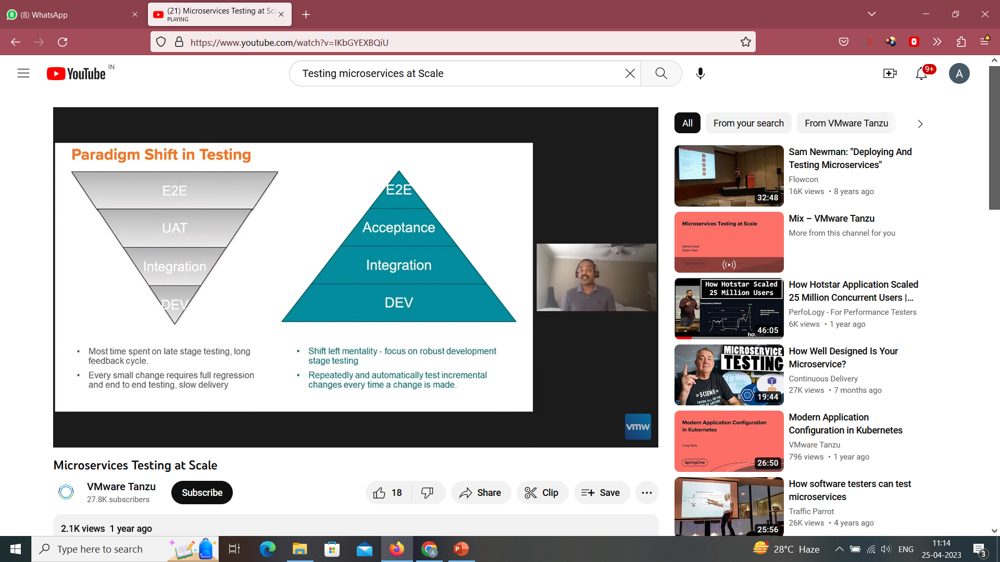 (8) WhatsApp
(21) Microservices Testing at Sca
PLAYING
https://www.youtube.com/watch?v=IKbGYEXBQiU
YouTube IN
Testing microservices at Scale
9+
A
Paradigm Shift in Testing
E2E
UAT
Integration
DEV
• Most time spent on late stage testing, long
feedback cycle.
• Every small change requires full regression
and end to end testing, slow delivery
E2E
Acceptance
Integration
DEV
• Shift left mentality - focus on robust development
stage testing
• Repeatedly and automatically test incremental
changes every time a change is made.
vmw
Microservices Testing at Scale
VMware Tanzu
27.8K subscribers
Subscribe
18
Share
Clip
Save
2.1K views 1 year ago
All
From your search
From VMware Tanzu
32:48
Sam Newman: "Deploying And
Testing Microservices"
Flowcon
16K views • 8 years ago
Microservices Testing at Scale
Kishore Kota
Sindhu Nair
SpringOne
Mix – VMware Tanzu
More from this channel for you
How Hotstar Scaled
25 Million Users
46:05
How Hotstar Application Scaled
25 Million Concurrent Users |...
PerfoLogy - For Performance Testers
6K views • 1 year ago
MICROSERVICE
TESTING
SCIENCE
19:44
How Well Designed Is Your
Microservice?
Continuous Delivery
27K views • 7 months ago
Modern Application Configuration
in Kubernetes
Craig Walls
SpringOne
26:50
Modern Application
Configuration in Kubernetes
VMware Tanzu
796 views • 1 year ago
25:56
How software testers can test
microservices
Traffic Parrot
26K views • 4 years ago
Type here to search
28°C Haze
ENG
11:14
25-04-2023
3